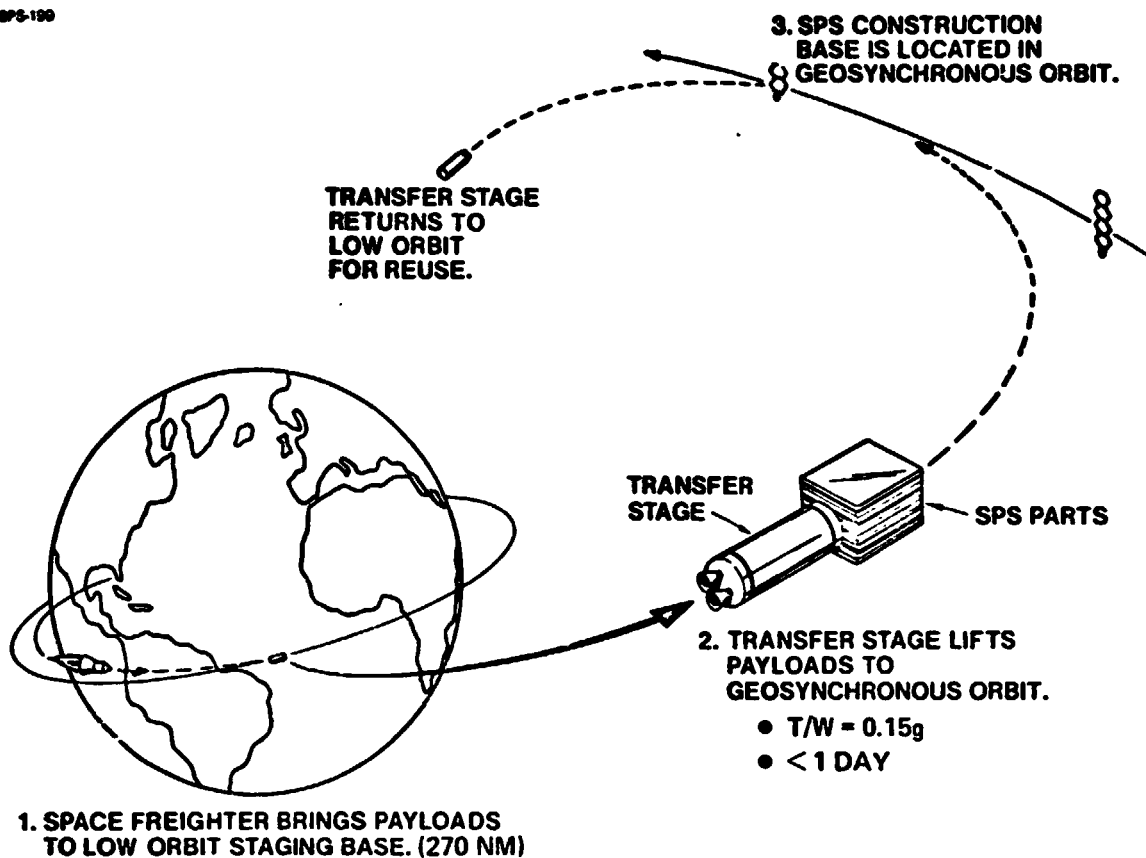 SPS-199
3. SPS CONSTRUCTION
BASE IS LOCATED IN
GEOSYNCHRONOUS ORBIT.
TRANSFER STAGE
RETURNS TO
LOW ORBIT
FOR REUSE.
TRANSFER
STAGE
SPS PARTS
2. TRANSFER STAGE LIFTS
PAYLOADS TO
GEOSYNCHRONOUS ORBIT.
● T/W = 0.15g
● < 1 DAY
1. SPACE FREIGHTER BRINGS PAYLOADS
TO LOW ORBIT STAGING BASE. (270 NM)